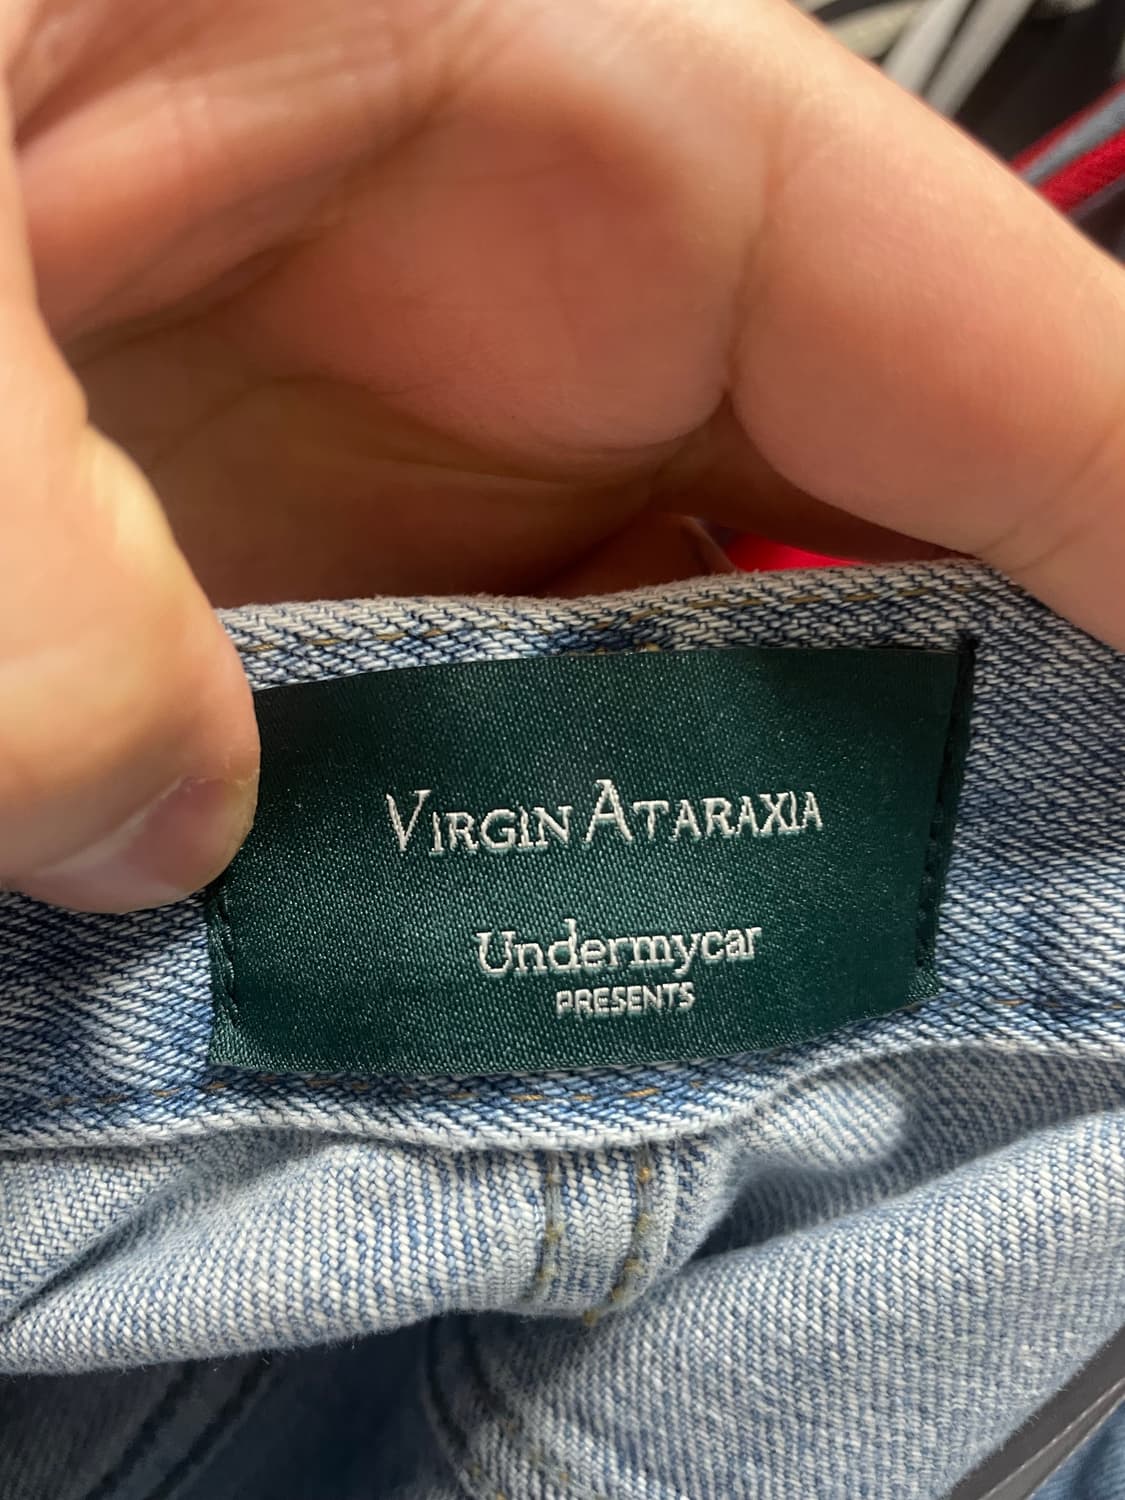 VIRGIN ATARAXIA
Undermycar
PRESENTS